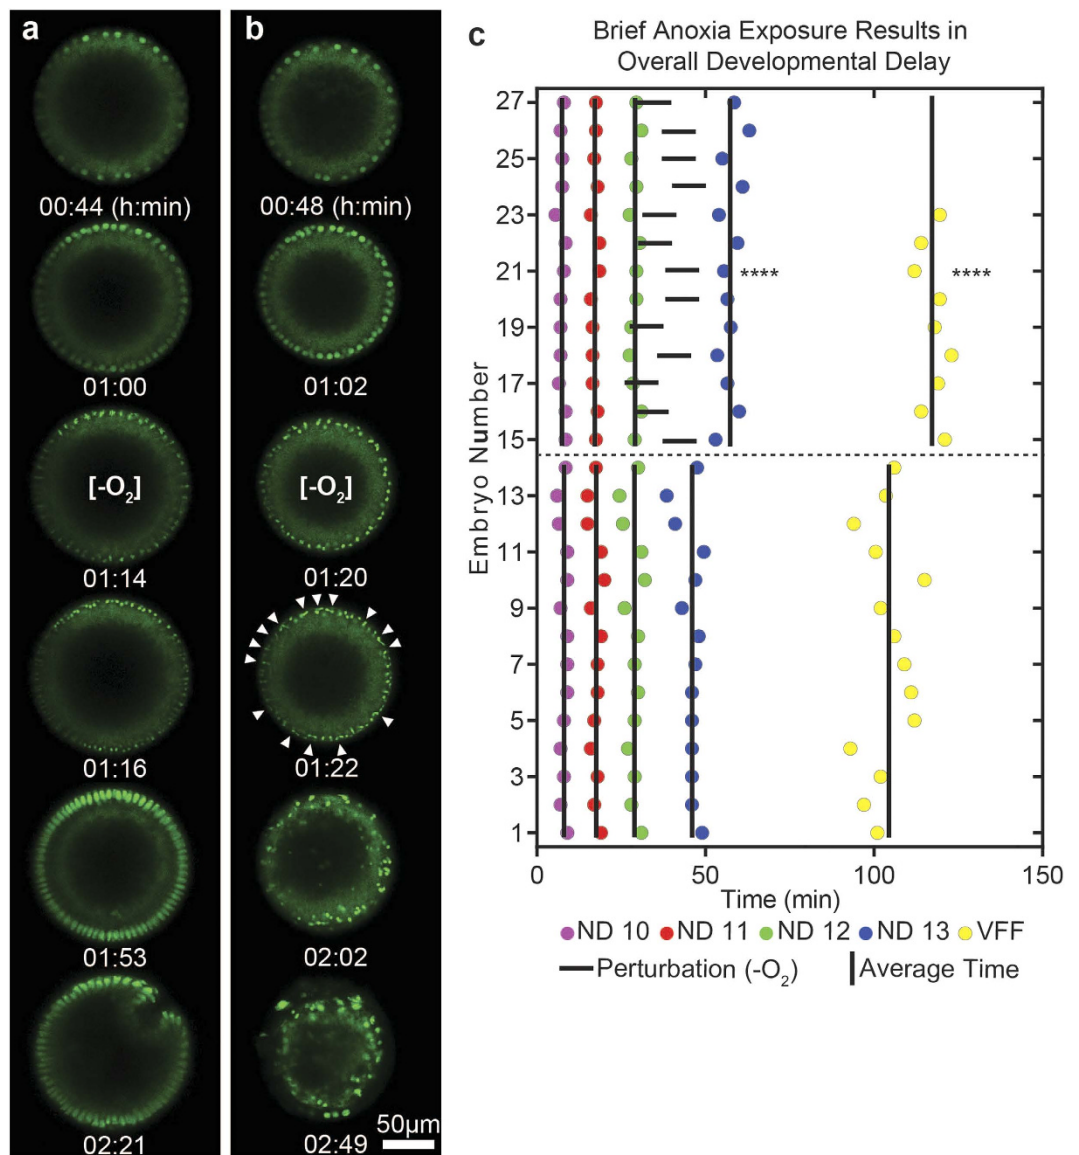 a
00:44 (h:min)
01:00
[-O₂]
01:14
01:16
01:53
02:21
b
00:48 (h:min)
01:02
[-O₂]
01:20
01:22
02:02
50µm
02:49
c
Brief Anoxia Exposure Results in
Overall Developmental Delay
Embryo Number
27
25
23
21
19
17
15
13
11
9
7
5
3
1
****
****
0
50
100
150
Time (min)
ND 10 ND 11 ND 12 ND 13 VFF
Perturbation (-O₂) Average Time